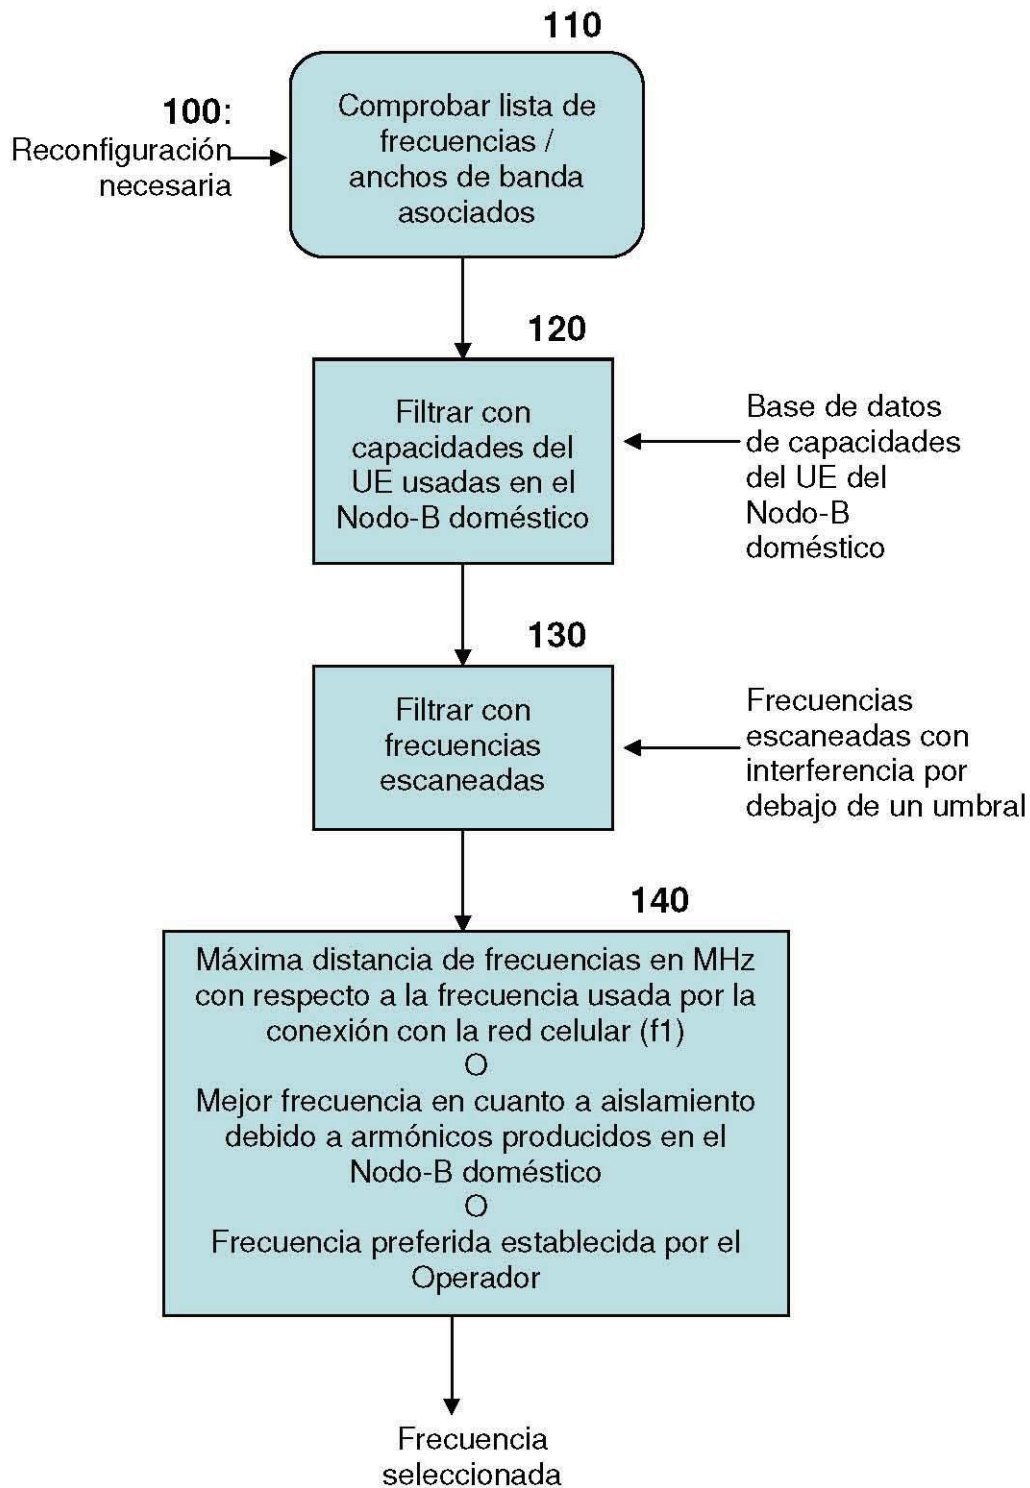 110
100:
Reconfiguración
necesaria
Comprobar lista de
frecuencias /
anchos de banda
asociados
120
Filtrar con
capacidades del
UE usadas en el
Nodo-B doméstico
Base de datos
de capacidades
del UE del
Nodo-B
doméstico
130
Filtrar con
frecuencias
escaneadas
Frecuencias
escaneadas con
interferencia por
debajo de un umbral
140
Máxima distancia de frecuencias en MHz
con respecto a la frecuencia usada por la
conexión con la red celular (f1)
O
Mejor frecuencia en cuanto a aislamiento
debido a armónicos producidos en el
Nodo-B doméstico
O
Frecuencia preferida establecida por el
Operador
Frecuencia
seleccionada